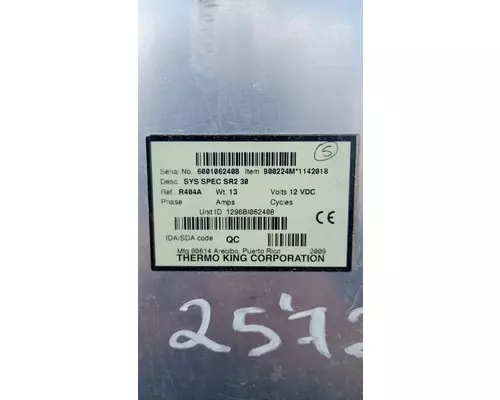 S
Serial No. 6001062408 Item 900224M*1142018
Desc. SYS SPEC SR2 30
Ref. R404A Wt. 13 Volts 12 VDC
Phase Amps Cycles
Unit ID 1296BI062408
CE
IDA/SDA code QC
Mfg 00614 Arecibo, Puerto Rico 2009
THERMO KING CORPORATION